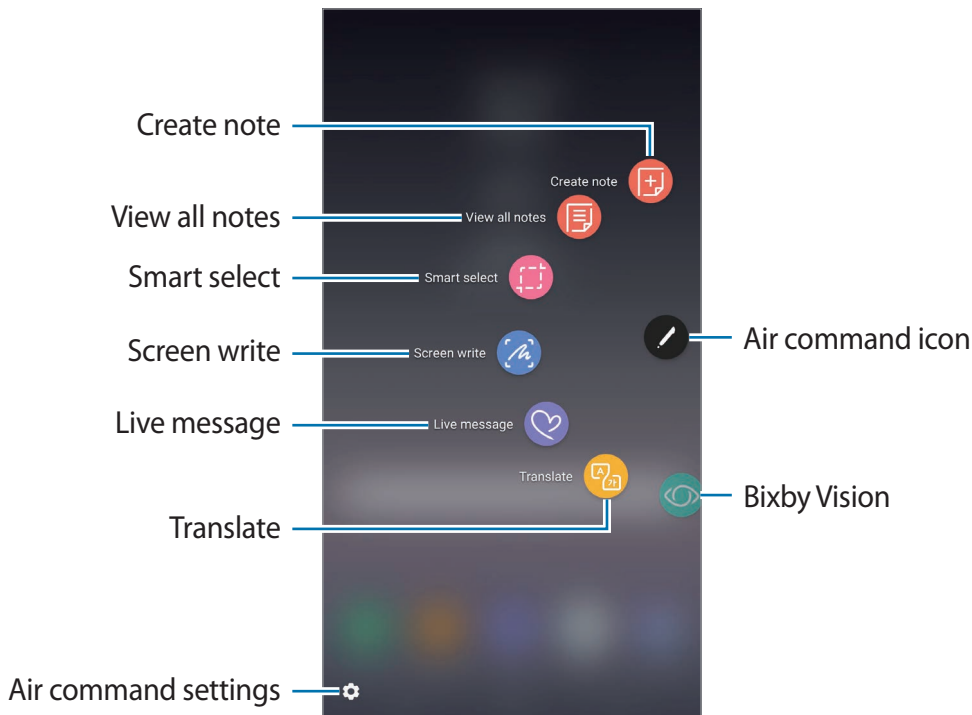 Create note
Create note
View all notes
View all notes
Smart select
Smart select
Air command icon
Screen write
Screen write
Live message
Live message
Translate
A
가
Bixby Vision
Translate
Air command settings